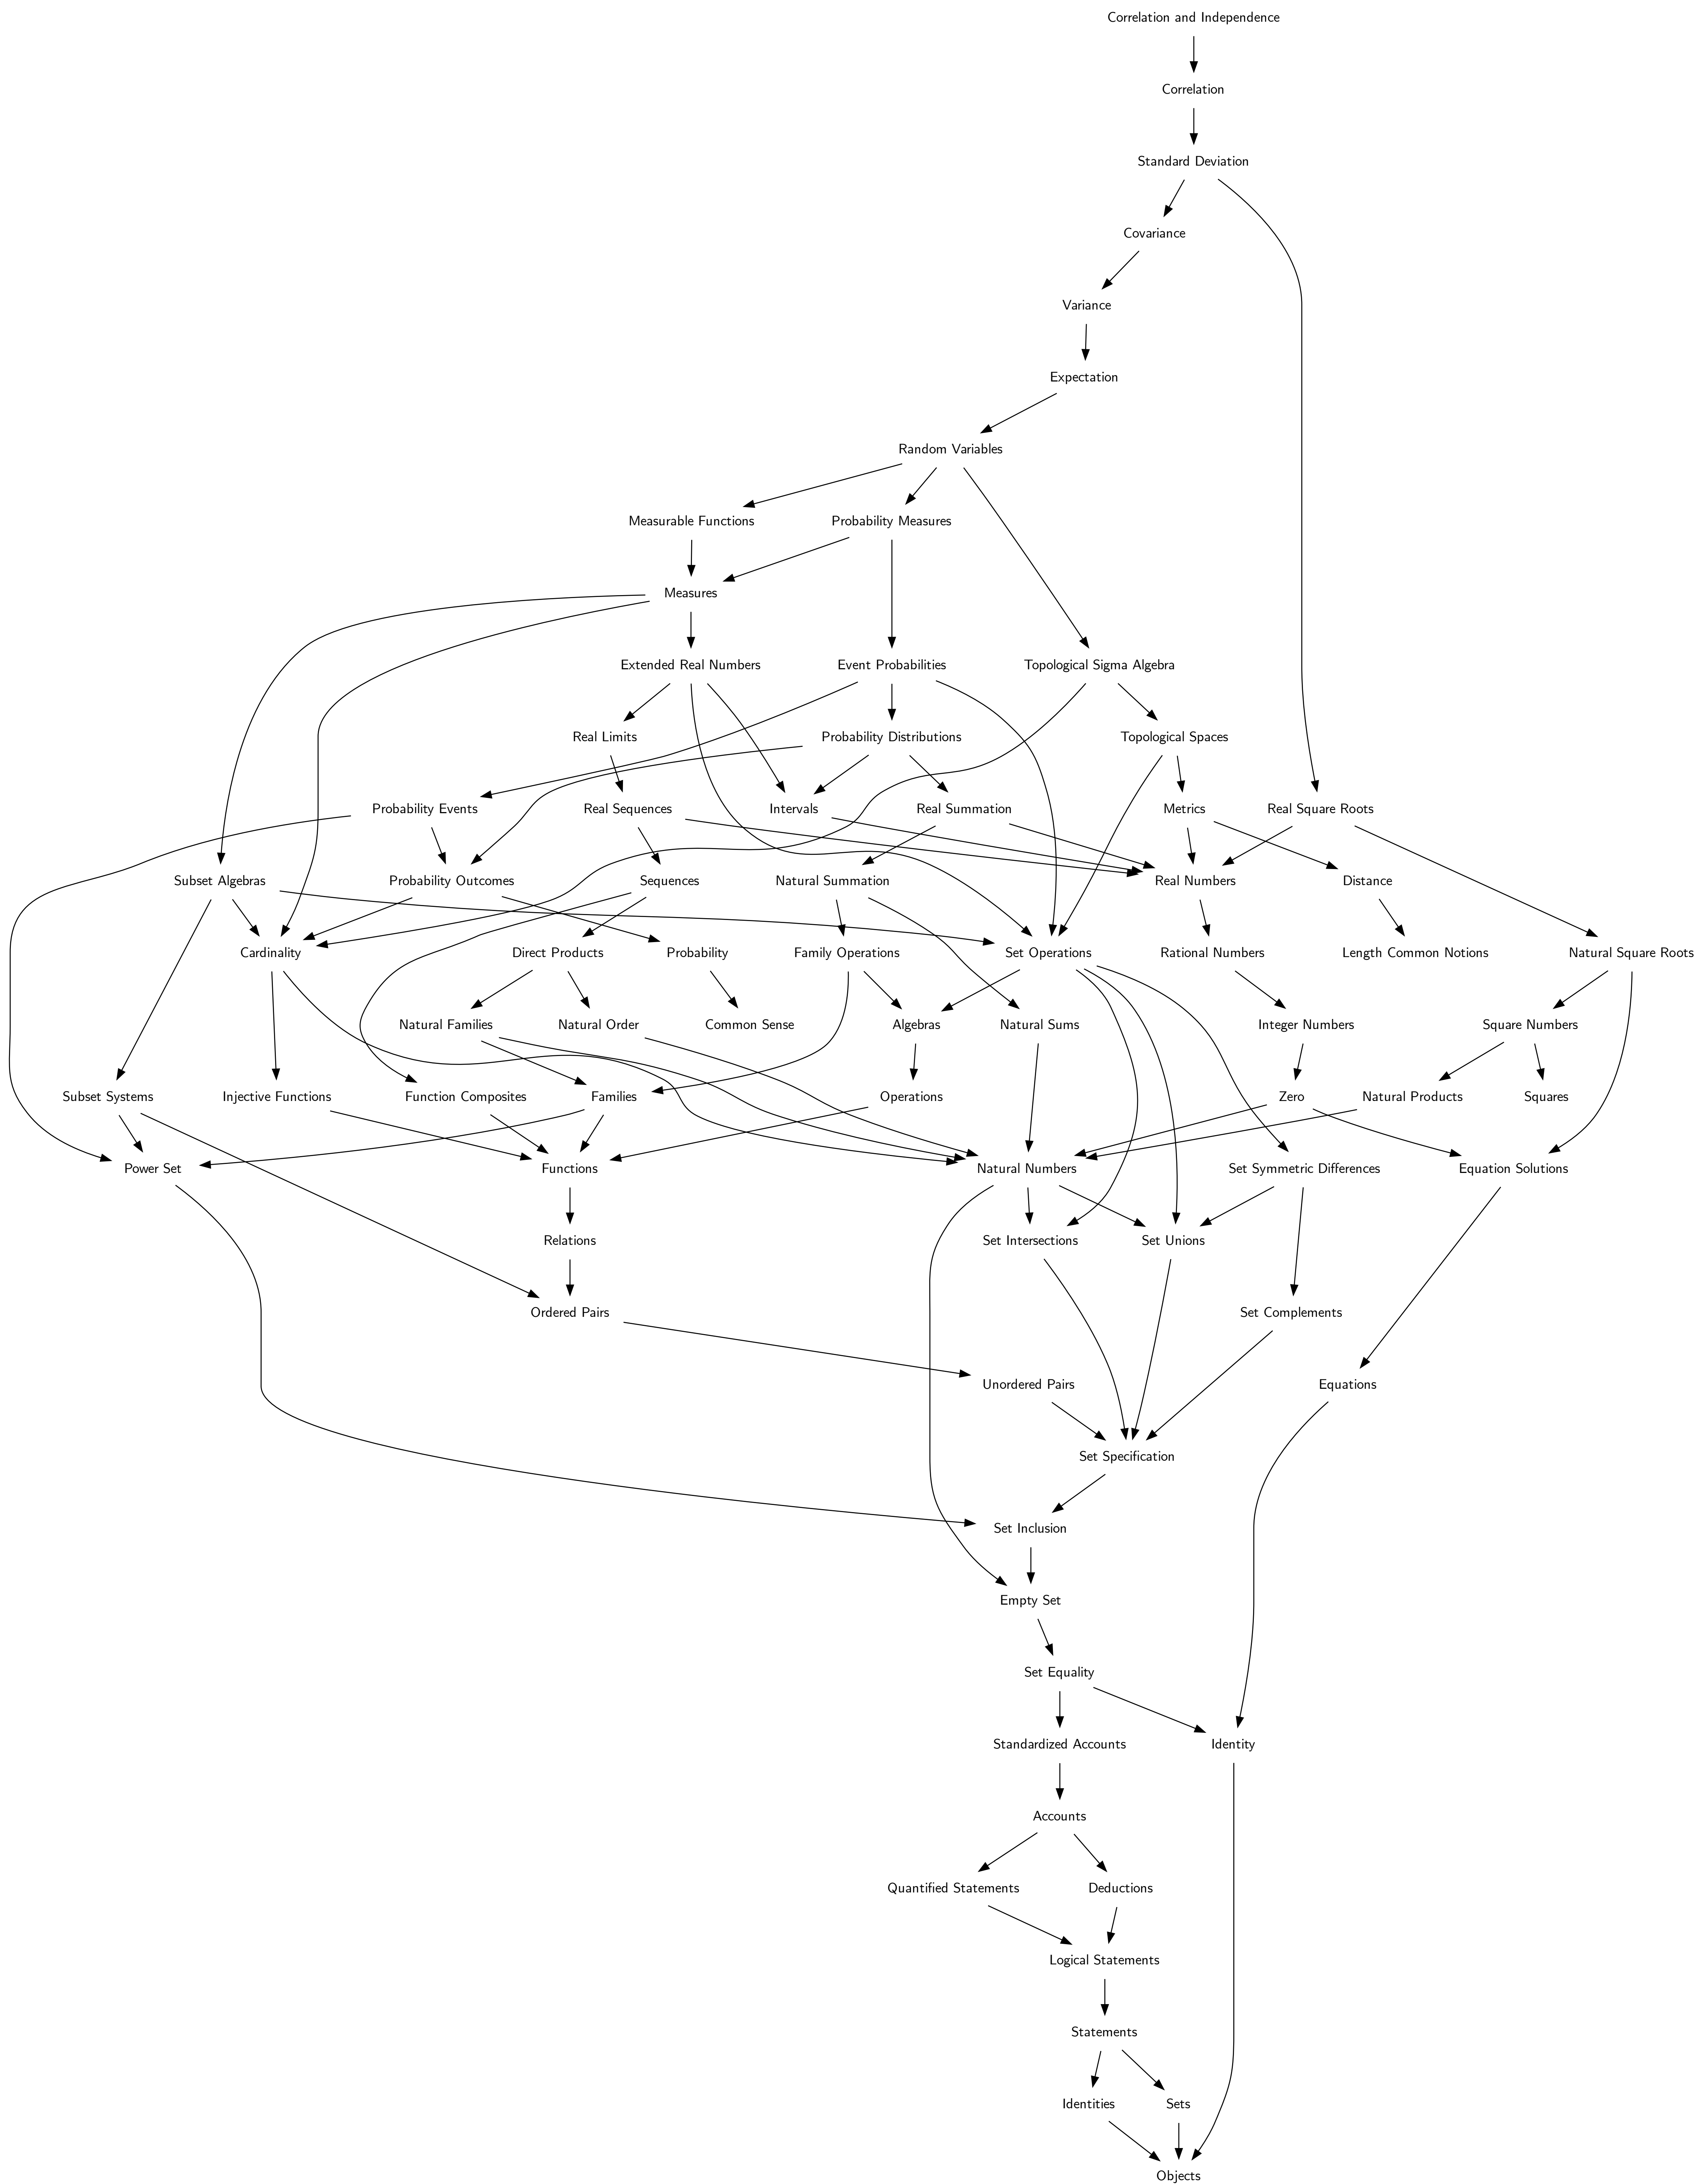 Correlation and Independence
Correlation
Standard Deviation
Covariance
Variance
Expectation
Random Variables
Measurable Functions
Probability Measures
Measures
Extended Real Numbers
Event Probabilities
Topological Sigma Algebra
Real Limits
Probability Distributions
Topological Spaces
Probability Events
Real Sequences
Intervals
Real Summation
Metrics
Real Square Roots
Subset Algebras
Probability Outcomes
Sequences
Natural Summation
Real Numbers
Distance
Cardinality
Direct Products
Probability
Family Operations
Set Operations
Rational Numbers
Length Common Notions
Natural Square Roots
Natural Families
Natural Order
Common Sense
Algebras
Natural Sums
Integer Numbers
Square Numbers
Subset Systems
Injective Functions
Function Composites
Families
Operations
Zero
Natural Products
Squares
Power Set
Functions
Natural Numbers
Set Symmetric Differences
Equation Solutions
Relations
Set Intersections
Set Unions
Ordered Pairs
Set Complements
Unordered Pairs
Equations
Set Specification
Set Inclusion
Empty Set
Set Equality
Standardized Accounts
Identity
Accounts
Quantified Statements
Deductions
Logical Statements
Statements
Identities
Sets
Objects